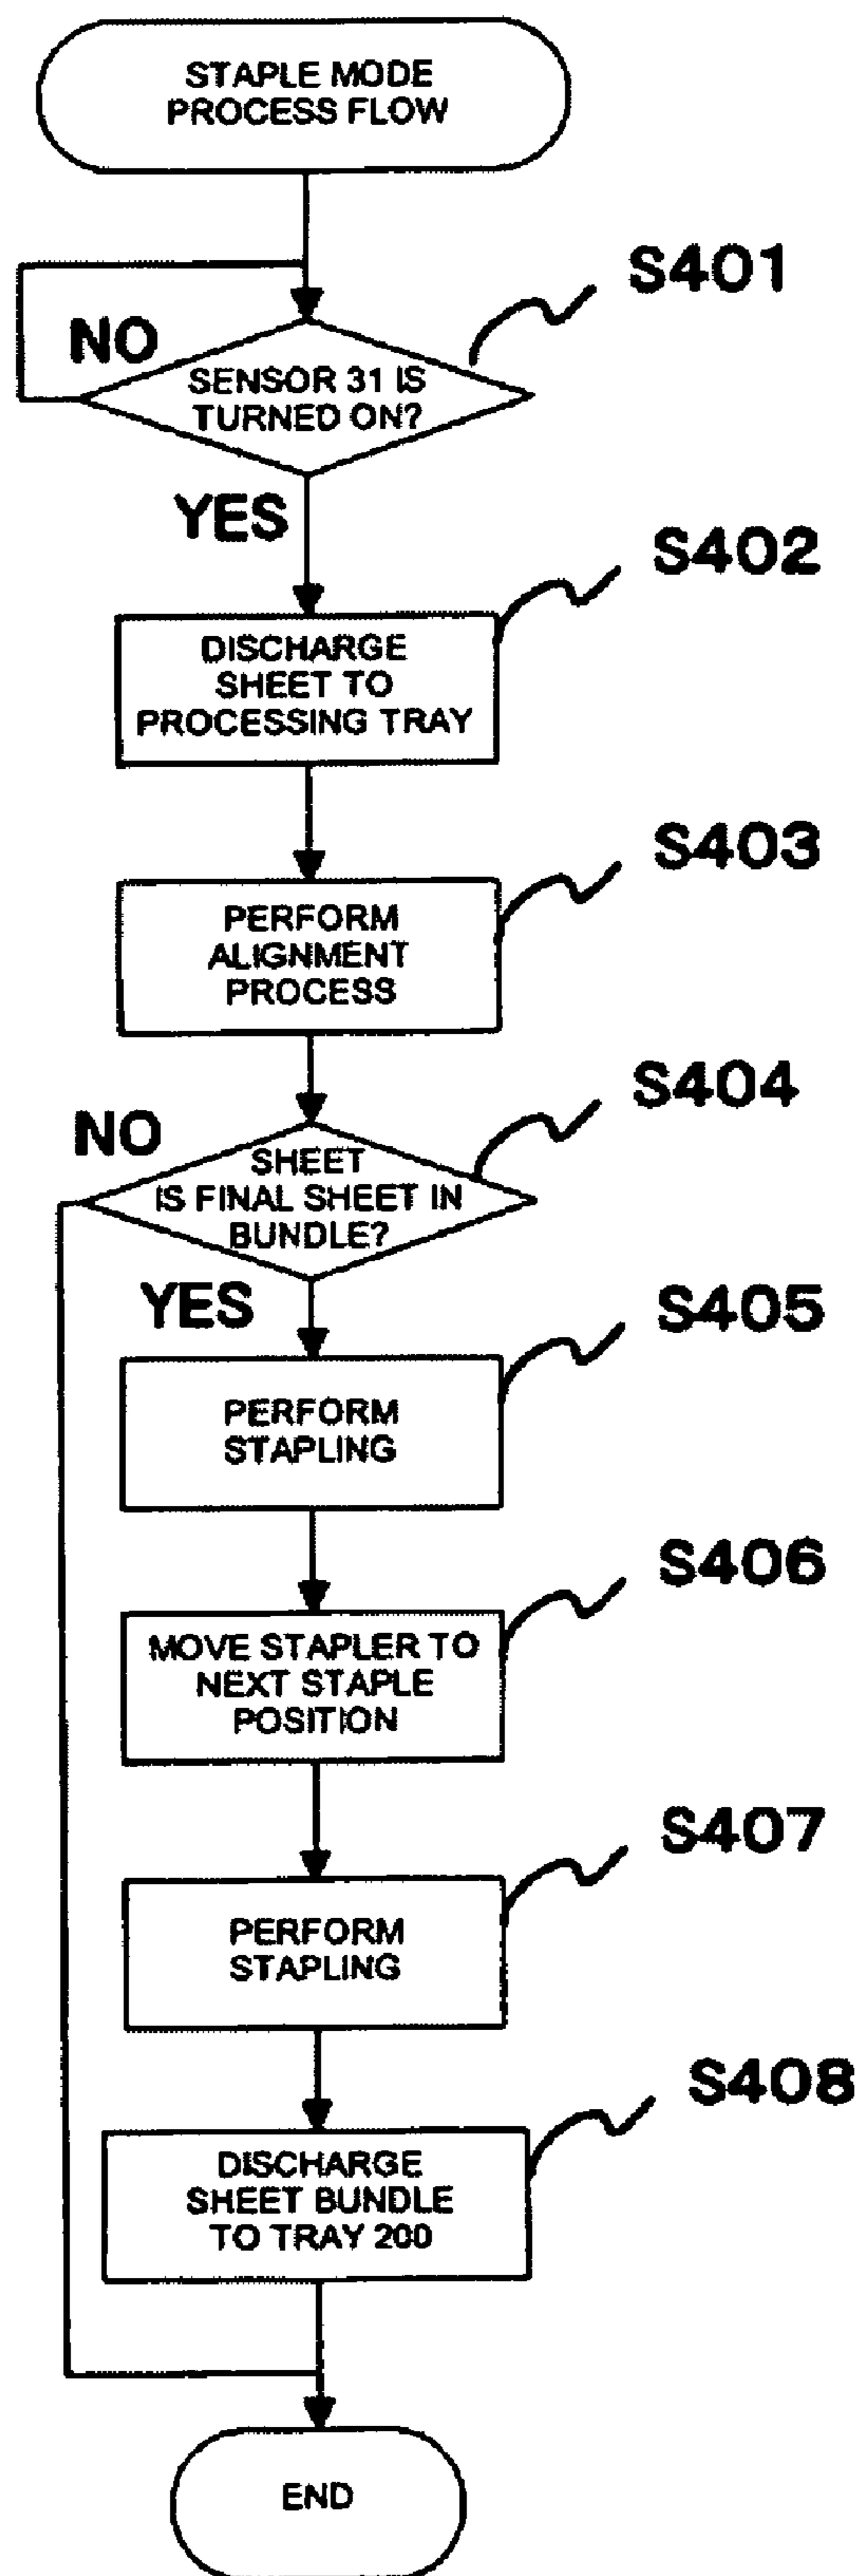 STAPLE MODE
PROCESS FLOW
S401
NO
SENSOR 31 IS
TURNED ON?
YES
S402
DISCHARGE
SHEET TO
PROCESSING TRAY
S403
PERFORM
ALIGNMENT
PROCESS
S404
NO
SHEET
IS FINAL SHEET IN
BUNDLE?
YES
S405
PERFORM
STAPLING
S406
MOVE STAPLER TO
NEXT STAPLE
POSITION
S407
PERFORM
STAPLING
S408
DISCHARGE
SHEET BUNDLE
TO TRAY 200
END